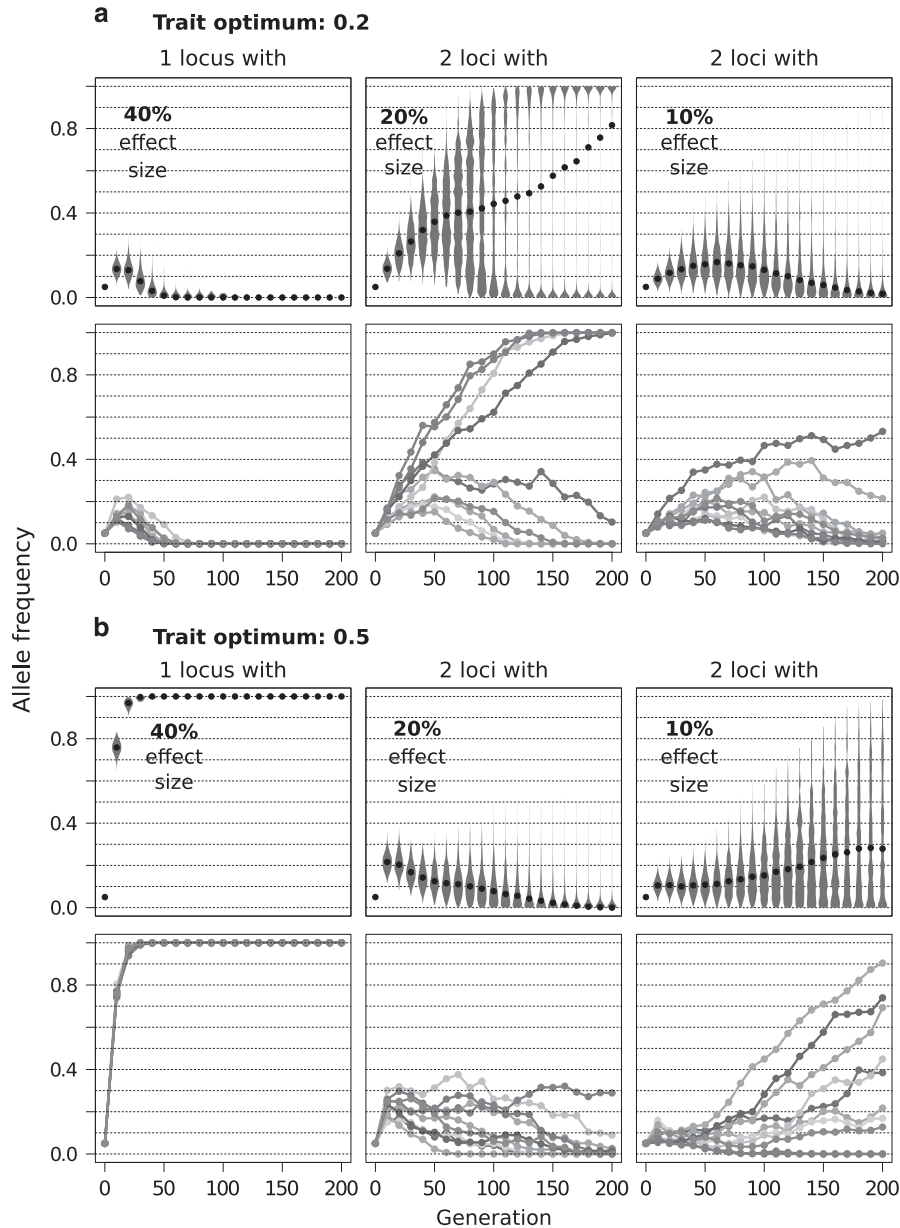 a
Trait optimum: 0.2
1 locus with
2 loci with
2 loci with
40%
effect
size
20%
effect
size
10%
effect
size
0.8
0.4
0.0
0.8
0.4
0.0
0 50 100 150 200
0 50 100 150 200
0 50 100 150 200
Allele frequency
b
Trait optimum: 0.5
1 locus with
2 loci with
2 loci with
40%
effect
size
20%
effect
size
10%
effect
size
0.8
0.4
0.0
0.8
0.4
0.0
0 50 100 150 200
0 50 100 150 200
0 50 100 150 200
Generation